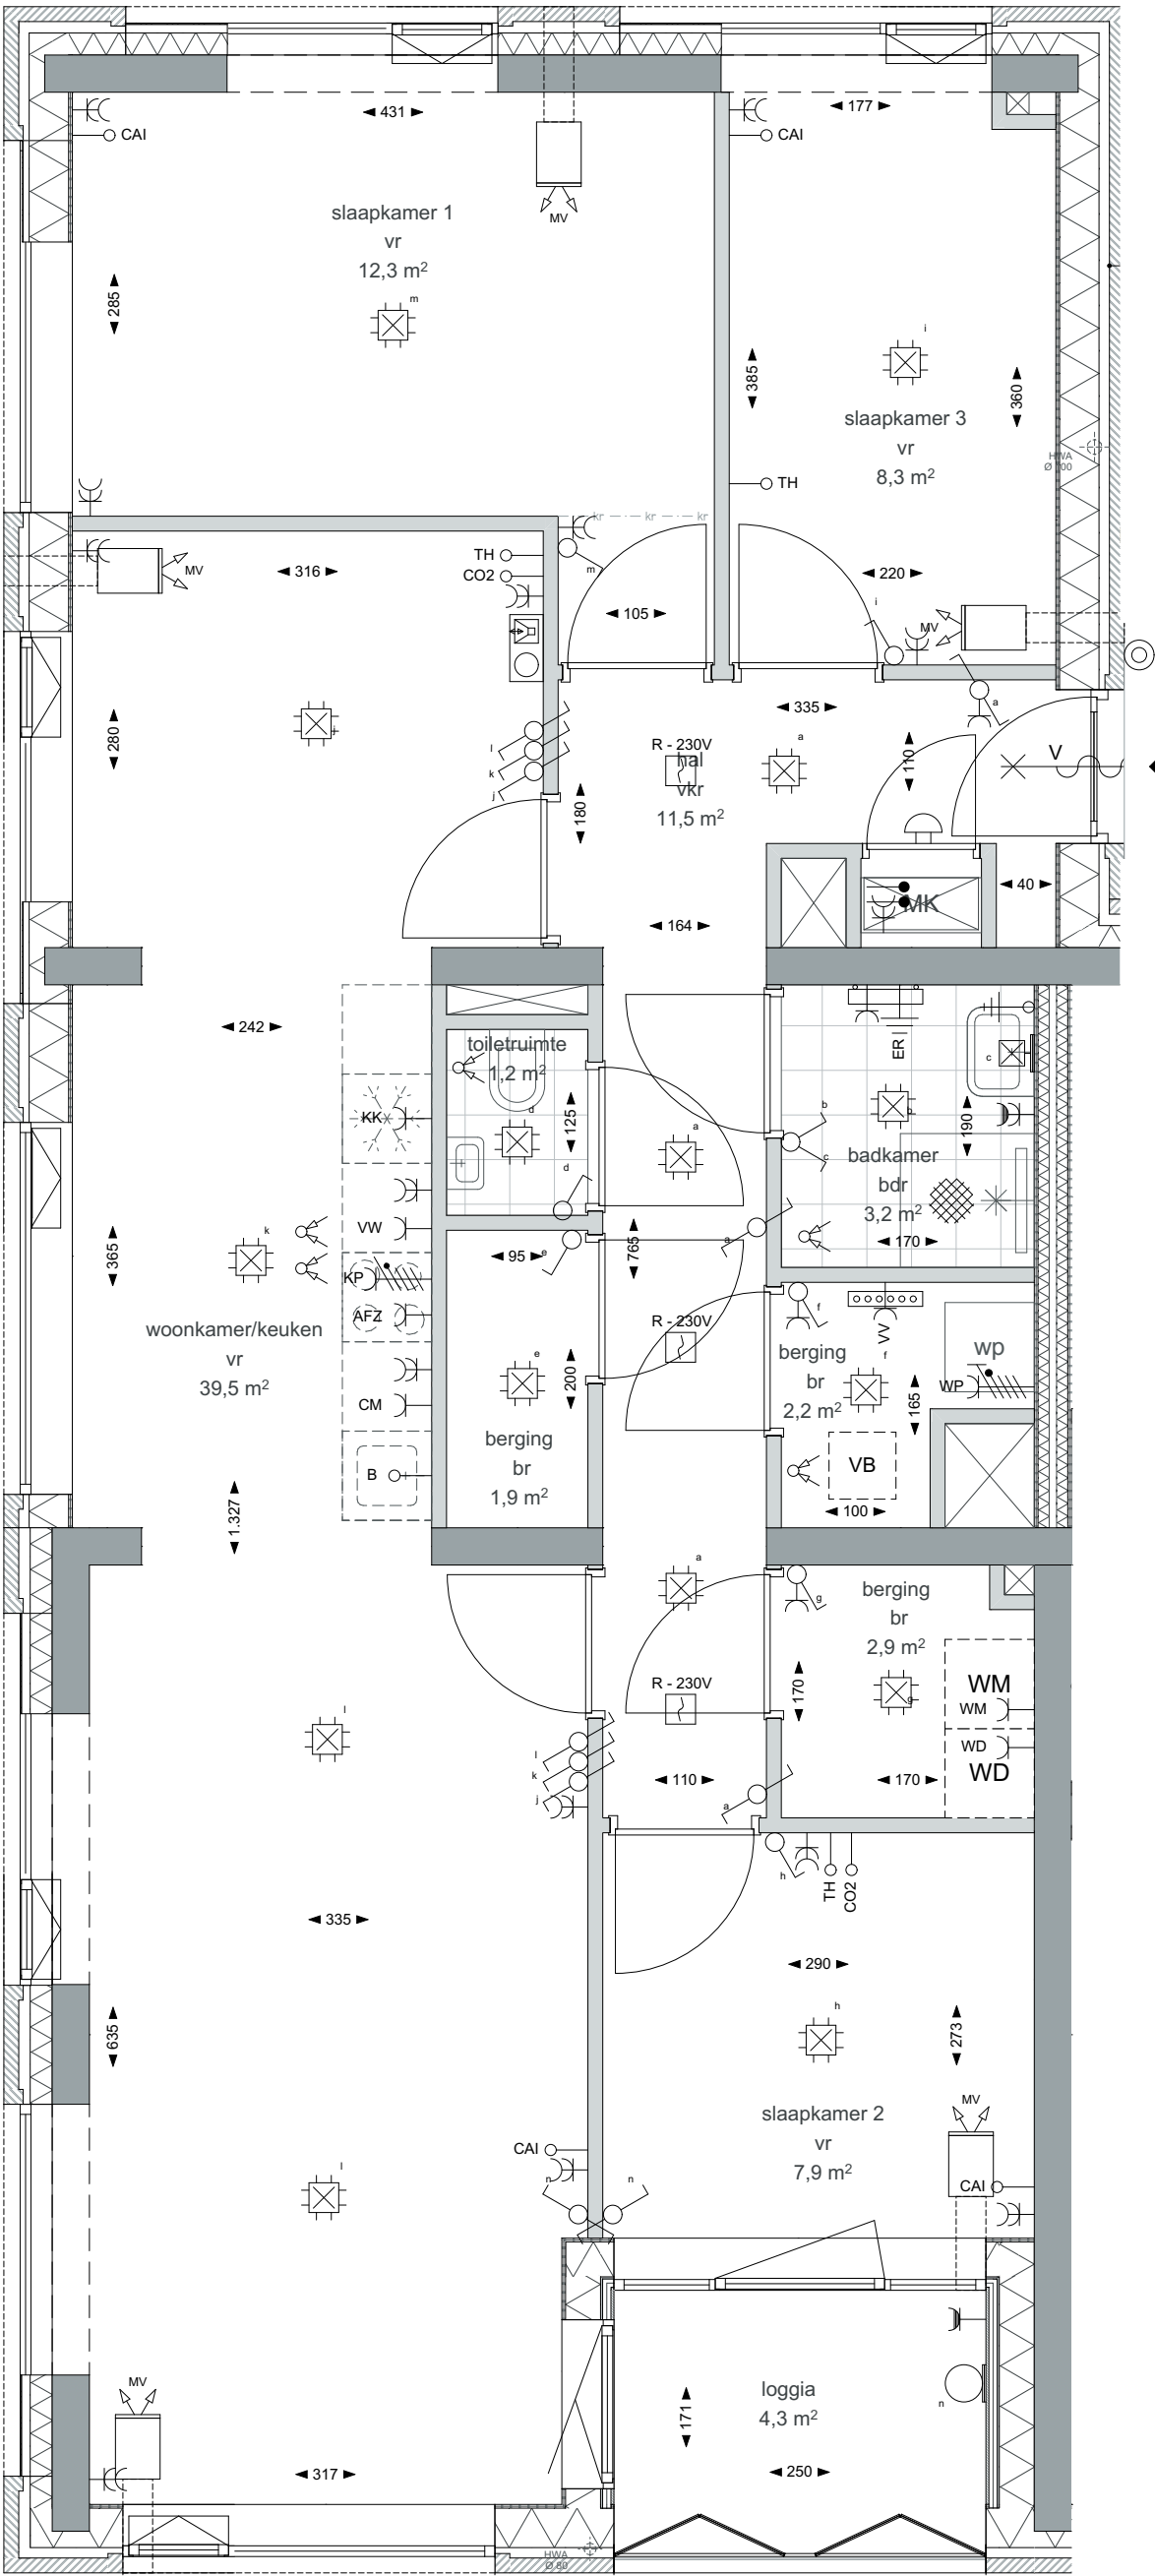 431
177
CAI
CAI
MV
slaapkamer 1
vr
12,3 m²
m
285
i
385
360
slaapkamer 3
vr
8,3 m²
HWA
TH
kr kr kr
TH
CO2
m
MV
316
220
105
i
MV
a
335
280
j
R - 230V
a
110
V
hal
vkr
11,5 m²
l
k
j
180
MK
40
164
242
toiletruimte
1,2 m²
ER
c
KK
d
125
b
b
190
a
badkamer
bdr
3,2 m²
c
d
VW
k
365
95
e
765
a
170
KP
AFZ
woonkamer/keuken
vr
39,5 m²
R - 230V
f
VV
f
berging
br
2,2 m²
wp
WP
e
200
165
CM
berging
br
1,9 m²
B
VB
1.327
100
a
berging
br
2,9 m²
g
WM
WM
g
R - 230V
170
l
WD
WD
l
k
j
110
170
a
h
TH
CO2
335
290
h
635
273
MV
slaapkamer 2
vr
7,9 m²
CAI
CAI
l
n
n
MV
loggia
4,3 m²
n
171
317
250
HWA
Ø 80